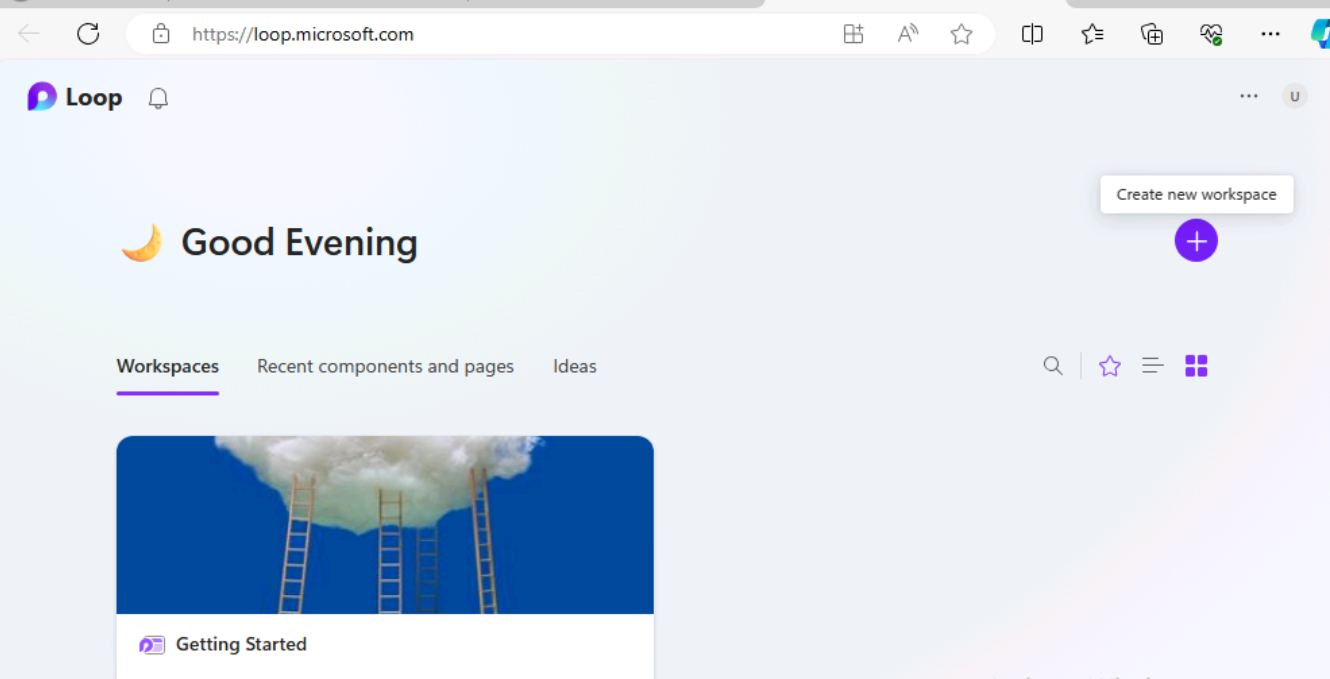 https://loop.microsoft.com
Loop
U
Create new workspace
Good Evening
Workspaces
Recent components and pages
Ideas
Getting Started